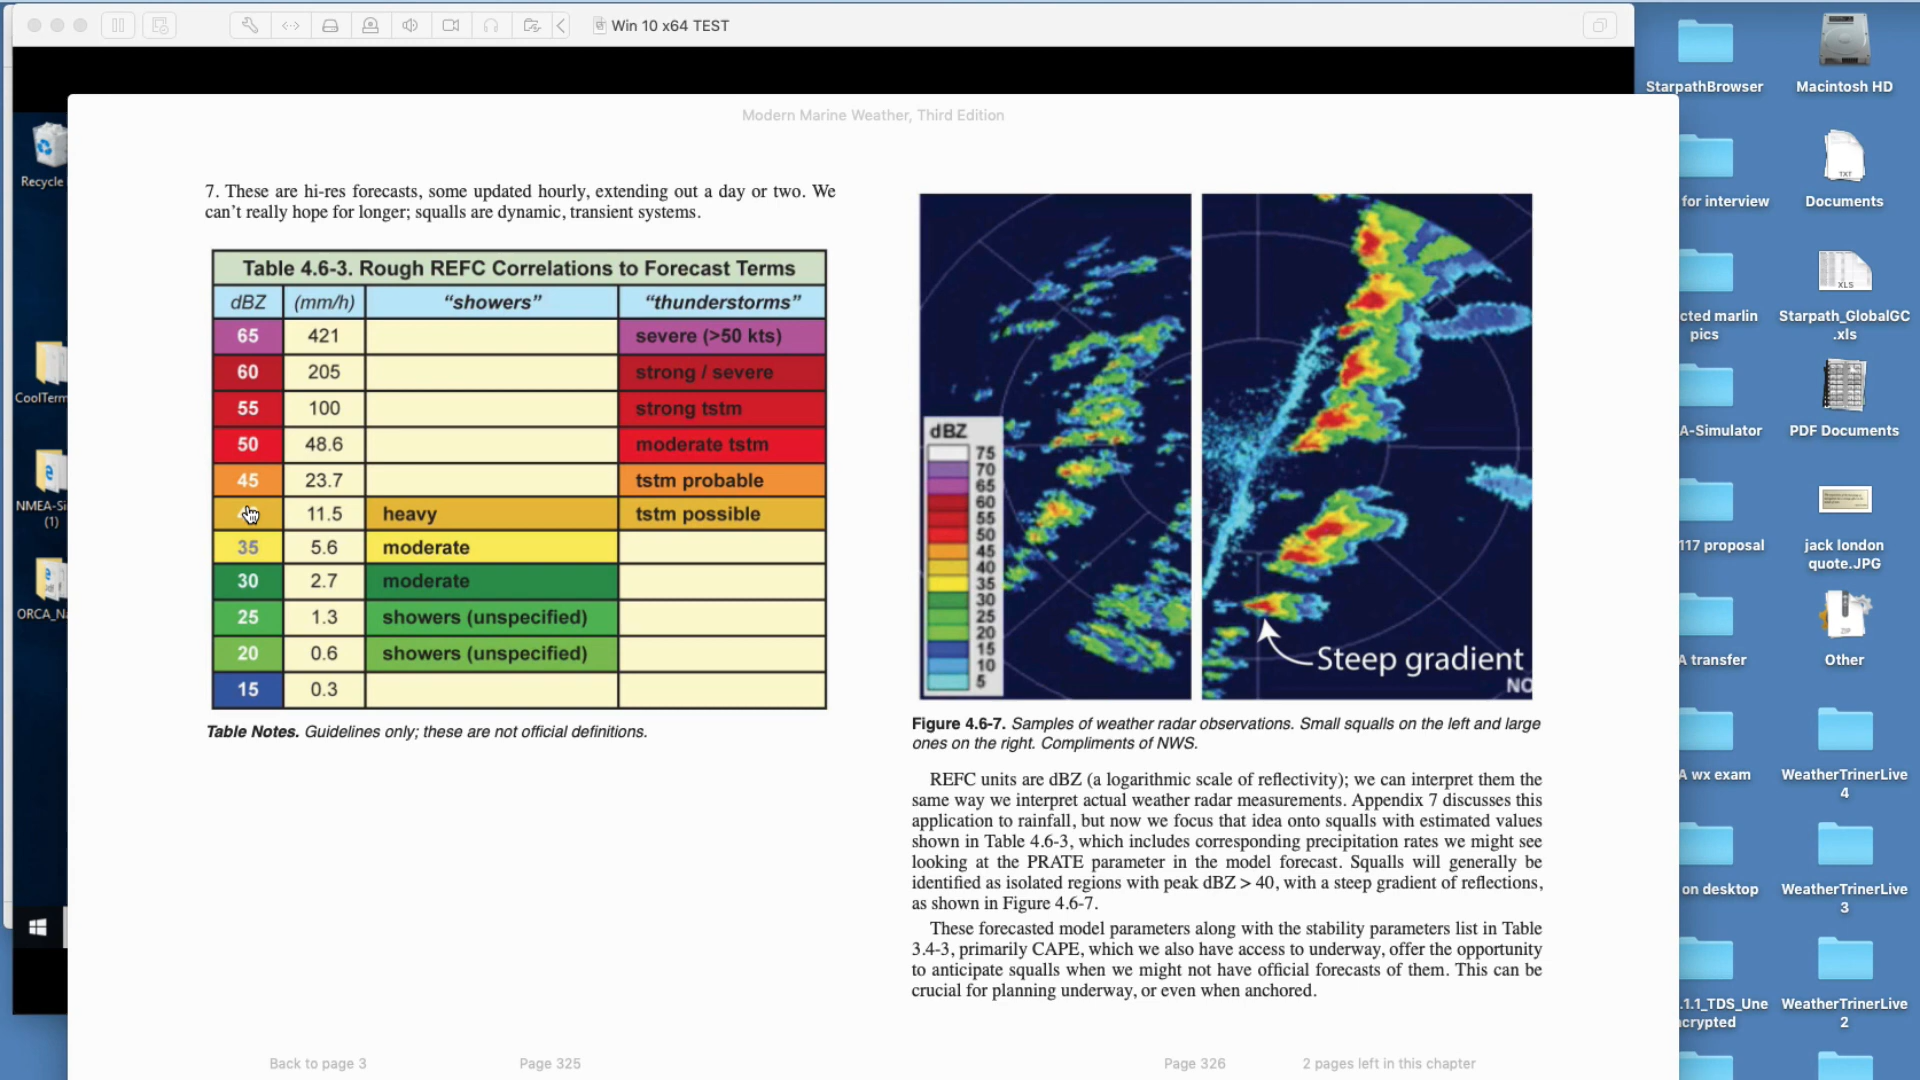 Win 10 x64 TEST
StarpathBrowser
Macintosh HD
Modern Marine Weather, Third Edition
Recycle
TXT
for interview
Documents
7. These are hi-res forecasts, some updated hourly, extending out a day or two. We
can't really hope for longer; squalls are dynamic, transient systems.
Table 4.6-3. Rough REFC Correlations to Forecast Terms
dBZ (mm/h) "showers" "thunderstorms"
65 421 severe (>50 kts)
60 205 strong / severe
55 100 strong tstm
50 48.6 moderate tstm
45 23.7 tstm probable
11.5 heavy tstm possible
35 5.6 moderate
30 2.7 moderate
25 1.3 showers (unspecified)
20 0.6 showers (unspecified)
15 0.3
Table Notes. Guidelines only; these are not official definitions.
dBZ
75
70
65
60
55
50
45
40
35
30
25
20
15
10
5
Steep gradient
NO
Figure 4.6-7. Samples of weather radar observations. Small squalls on the left and large
ones on the right. Compliments of NWS.
REFC units are dBZ (a logarithmic scale of reflectivity); we can interpret them the
same way we interpret actual weather radar measurements. Appendix 7 discusses this
application to rainfall, but now we focus that idea onto squalls with estimated values
shown in Table 4.6-3, which includes corresponding precipitation rates we might see
looking at the PRATE parameter in the model forecast. Squalls will generally be
identified as isolated regions with peak dBZ > 40, with a steep gradient of reflections,
as shown in Figure 4.6-7.
These forecasted model parameters along with the stability parameters list in Table
3.4-3, primarily CAPE, which we also have access to underway, offer the opportunity
to anticipate squalls when we might not have official forecasts of them. This can be
crucial for planning underway, or even when anchored.
Back to page 3
Page 325
Page 326
2 pages left in this chapter
CoolTerm
NMEA-Si
(1)
ORCA_Na
XLS
cted marlin
pics
Starpath_GlobalGC
.xls
A-Simulator
PDF Documents
117 proposal
jack london
quote.JPG
ZIP
A transfer
Other
A wx exam
WeatherTrinerLive
4
on desktop
WeatherTrinerLive
3
.1.1_TDS_Une
ncrypted
WeatherTrinerLive
2